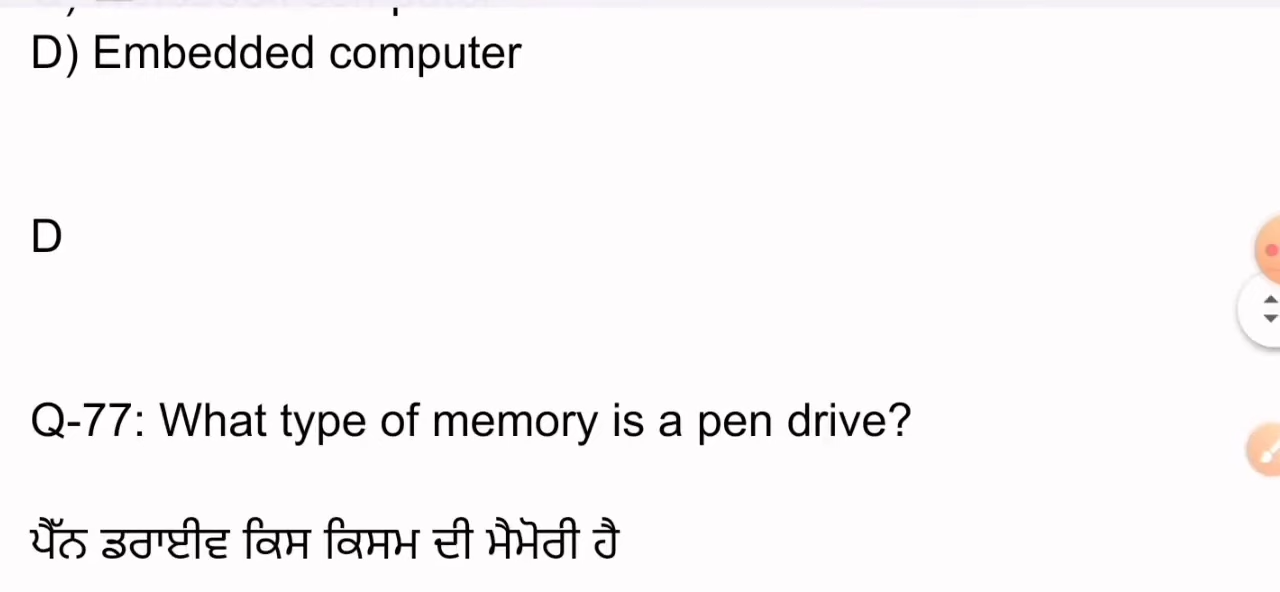 D) Embedded computer
D
Q-77: What type of memory is a pen drive?
ਪੈੱਨ ਡਰਾਈਵ ਕਿਸ ਕਿਸਮ ਦੀ ਮੈਮੋਰੀ ਹੈ